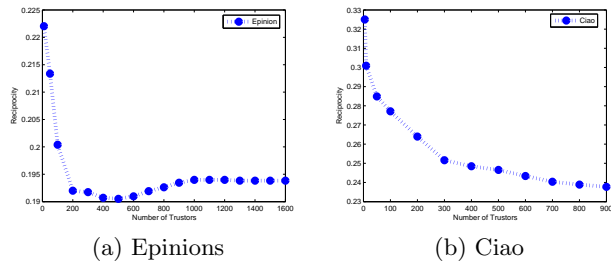 0.225
0.22
0.215
0.21
0.205
0.2
0.195
0.19
Reciprocity
0 200 400 600 800 1000 1200 1400 1600
Number of Trustors
Epinion
(a) Epinions
0.33
0.32
0.31
0.3
0.29
0.28
0.27
0.26
0.25
0.24
0.23
Reciprocity
0 100 200 300 400 500 600 700 800 900
Number of Trustors
Ciao
(b) Ciao